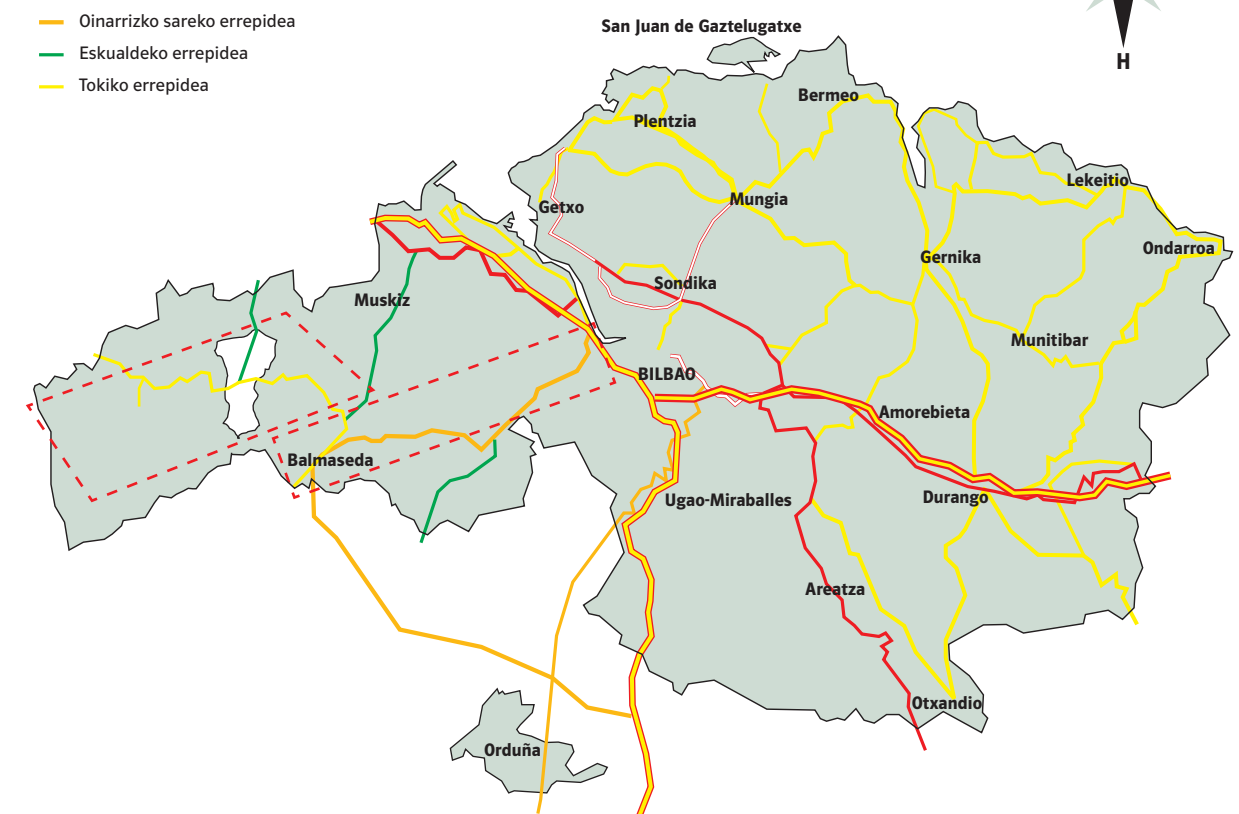 Oinarrizko sareko errepidea
Eskualdeko errepidea
Tokiko errepidea
San Juan de Gaztelugatxe
H
Bermeo
Plentzia
Lekeitio
Mungia
Getxo
Ondarroa
Gernika
Sondika
Muskiz
Munitibar
BILBAO
Amorebieta
Balmaseda
Durango
Ugao-Miraballes
Areatza
Otxandio
Orduña